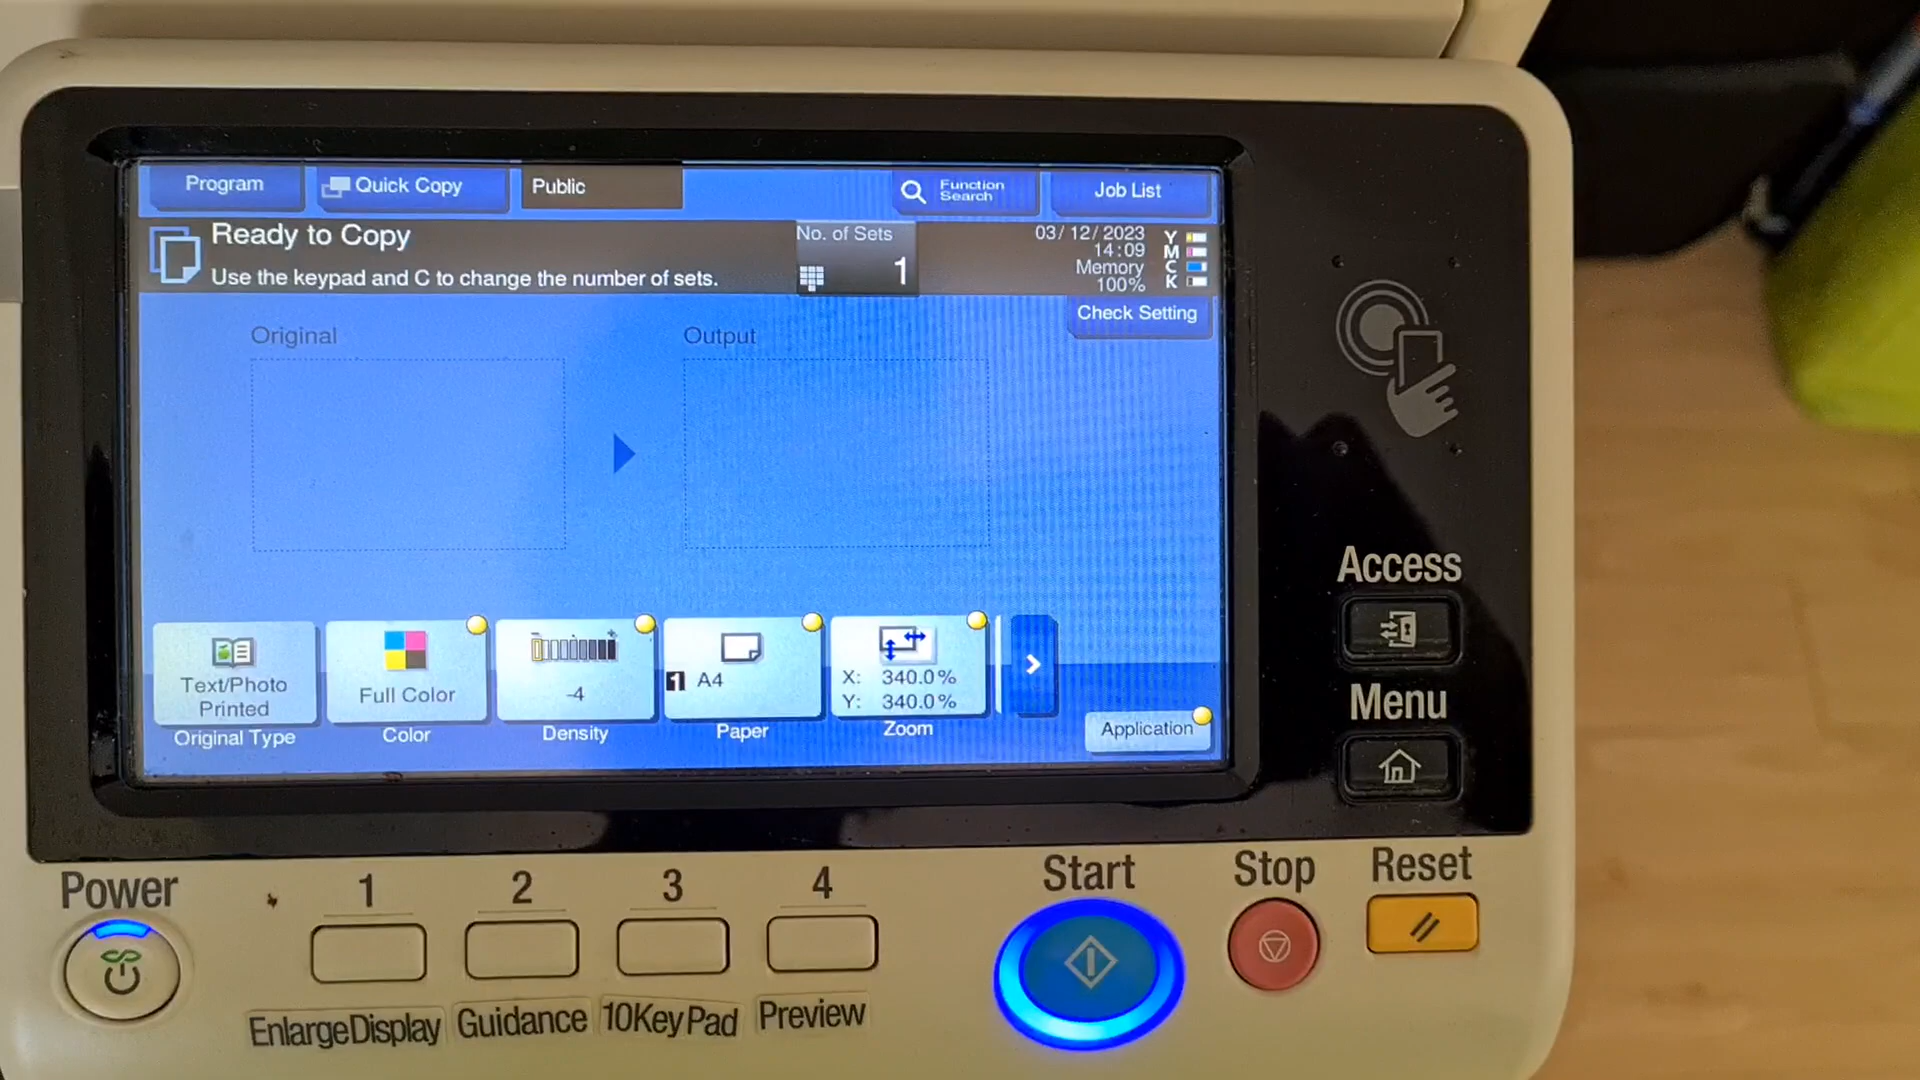 Program
Quick Copy
Public
Function
Search
Job List
Ready to Copy
Use the keypad and C to change the number of sets.
No. of Sets
1
03/12/2023
14:09
Memory
100%
Y
M
C
K
Check Setting
Original
Output
Text/Photo
Printed
Original Type
Full Color
Color
-4
Density
1 A4
Paper
X: 340.0%
Y: 340.0%
Zoom
Application
Access
Menu
Power
1
2
3
4
Start
Stop
Reset
EnlargeDisplay
Guidance
10KeyPad
Preview